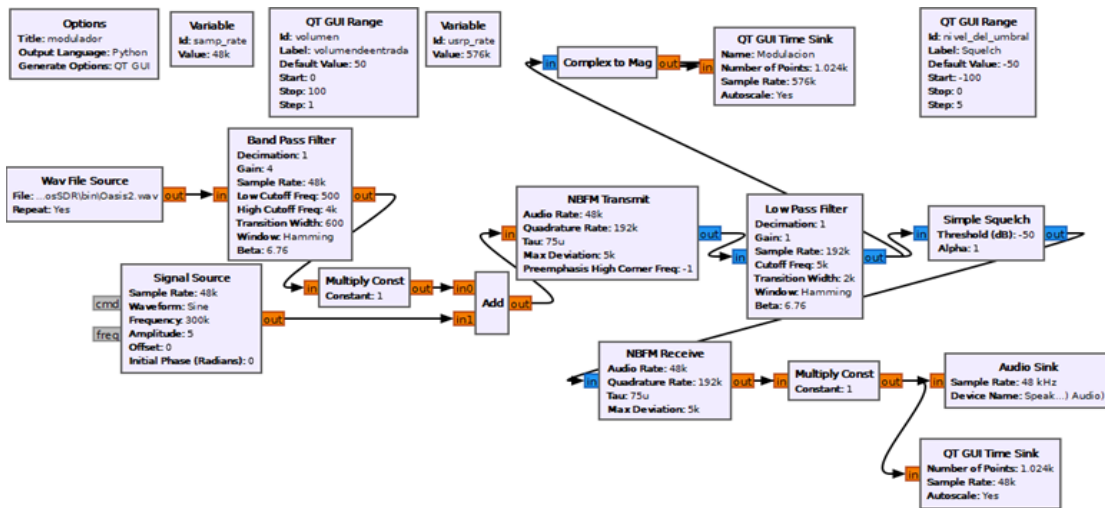 Options
Title: modulador
Output Language: Python
Generate Options: QT GUI
Variable
Id: samp_rate
Value: 48k
QT GUI Range
Id: volumen
Label: volumendeentrada
Default Value: 50
Start: 0
Stop: 100
Step: 1
Variable
Id: usrp_rate
Value: 576k
in
Complex to Mag
out
in
QT GUI Time Sink
Name: Modulacion
Number of Points: 1.024k
Sample Rate: 576k
Autoscale: Yes
QT GUI Range
Id: nivel_del_umbral
Label: Squelch
Default Value: -50
Start: -100
Stop: 0
Step: 5
Wav File Source
File: ...osSDR\bin\Oasis2.wav
Repeat: Yes
out
in
Band Pass Filter
Decimation: 1
Gain: 4
Sample Rate: 48k
Low Cutoff Freq: 500
High Cutoff Freq: 4k
Transition Width: 600
Window: Hamming
Beta: 6.76
out
cmd
freq
Signal Source
Sample Rate: 48k
Waveform: Sine
Frequency: 300k
Amplitude: 5
Offset: 0
Initial Phase (Radians): 0
out
in
Multiply Const
Constant: 1
out
in0
in1
Add
out
in
NBFM Transmit
Audio Rate: 48k
Quadrature Rate: 192k
Tau: 75u
Max Deviation: 5k
Preemphasis High Corner Freq: -1
out
in
Low Pass Filter
Decimation: 1
Gain: 1
Sample Rate: 192k
Cutoff Freq: 5k
Transition Width: 2k
Window: Hamming
Beta: 6.76
out
in
Simple Squelch
Threshold (dB): -50
Alpha: 1
out
in
NBFM Receive
Audio Rate: 48k
Quadrature Rate: 192k
Tau: 75u
Max Deviation: 5k
out
in
Multiply Const
Constant: 1
out
in
Audio Sink
Sample Rate: 48 kHz
Device Name: Speak...) Audio)
in
QT GUI Time Sink
Number of Points: 1.024k
Sample Rate: 48k
Autoscale: Yes